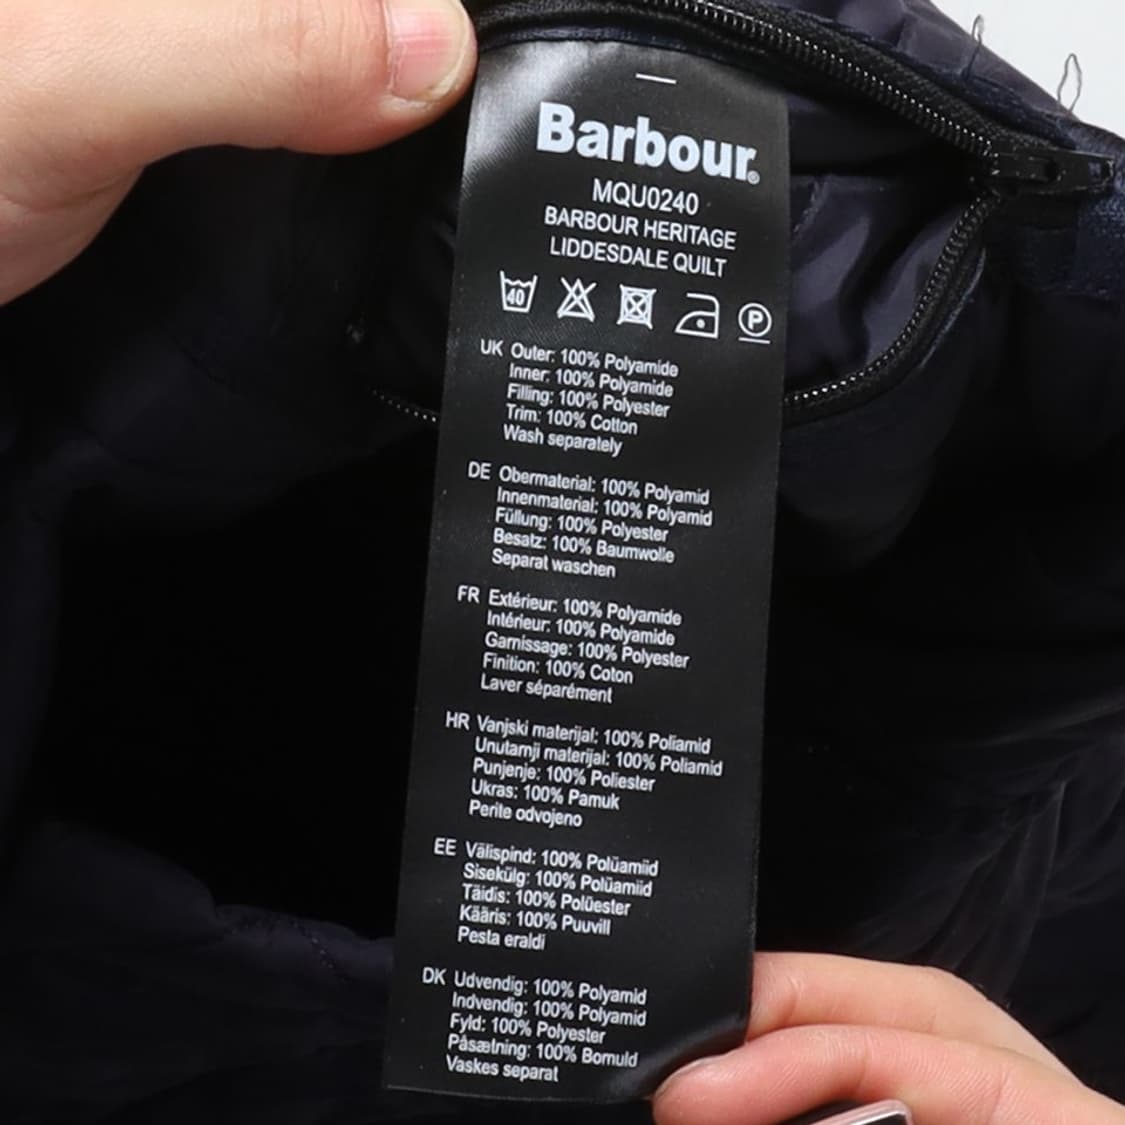 Barbour®
MQU0240
BARBOUR HERITAGE
LIDDESDALE QUILT
40 P
UK Outer: 100% Polyamide
Inner: 100% Polyamide
Filling: 100% Polyester
Trim: 100% Cotton
Wash separately
DE Obermaterial: 100% Polyamid
Innenmaterial: 100% Polyamid
Füllung: 100% Polyester
Besatz: 100% Baumwolle
Separat waschen
FR Extérieur: 100% Polyamide
Intérieur: 100% Polyamide
Garnissage: 100% Polyester
Finition: 100% Coton
Laver séparément
HR Vanjski materijal: 100% Poliamid
Unutarnji materijal: 100% Poliamid
Punjenje: 100% Poliester
Ukras: 100% Pamuk
Perite odvojeno
EE Välispind: 100% Polüamiid
Sisekülg: 100% Polüamiid
Täidis: 100% Polüester
Kääris: 100% Puuvill
Pesta eraldi
DK Udvendig: 100% Polyamid
Indvendig: 100% Polyamid
Fyld: 100% Polyester
Påsætning: 100% Bomuld
Vaskes separat